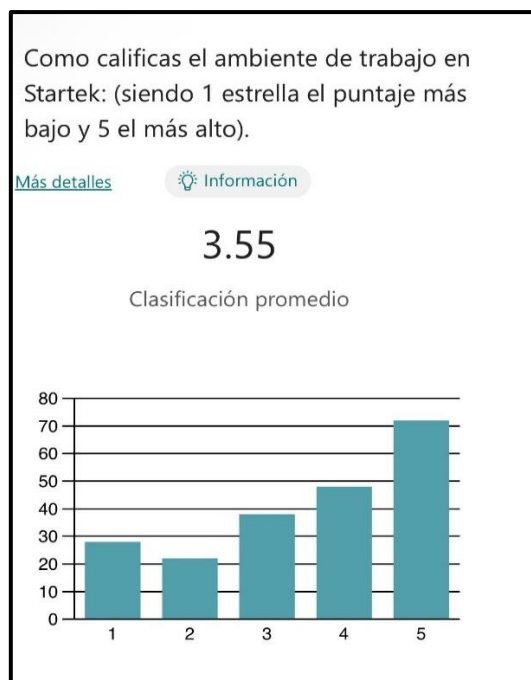 Como calificas el ambiente de trabajo en
Startek: (siendo 1 estrella el puntaje más
bajo y 5 el más alto).
Más detalles
Información
3.55
Clasificación promedio
80
70
60
50
40
30
20
10
0
1 2 3 4 5